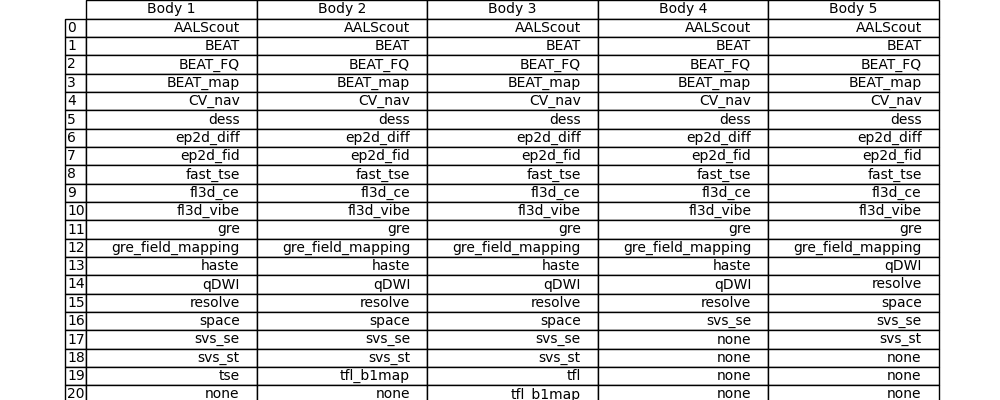 Body 1 Body 2 Body 3 Body 4 Body 5
0 AALScout AALScout AALScout AALScout AALScout
1 BEAT BEAT BEAT BEAT BEAT
2 BEAT_FQ BEAT_FQ BEAT_FQ BEAT_FQ BEAT_FQ
3 BEAT_map BEAT_map BEAT_map BEAT_map BEAT_map
4 CV_nav CV_nav CV_nav CV_nav CV_nav
5 dess dess dess dess dess
6 ep2d_diff ep2d_diff ep2d_diff ep2d_diff ep2d_diff
7 ep2d_fid ep2d_fid ep2d_fid ep2d_fid ep2d_fid
8 fast_tse fast_tse fast_tse fast_tse fast_tse
9 fl3d_ce fl3d_ce fl3d_ce fl3d_ce fl3d_ce
10 fl3d_vibe fl3d_vibe fl3d_vibe fl3d_vibe fl3d_vibe
11 gre gre gre gre gre
12 gre_field_mapping gre_field_mapping gre_field_mapping gre_field_mapping gre_field_mapping
13 haste haste haste haste qDWI
14 qDWI qDWI qDWI qDWI resolve
15 resolve resolve resolve resolve space
16 space space space svs_se svs_se
17 svs_se svs_se svs_se none svs_st
18 svs_st svs_st svs_st none none
19 tse tfl_b1map tfl none none
20 none none tfl_b1map none none